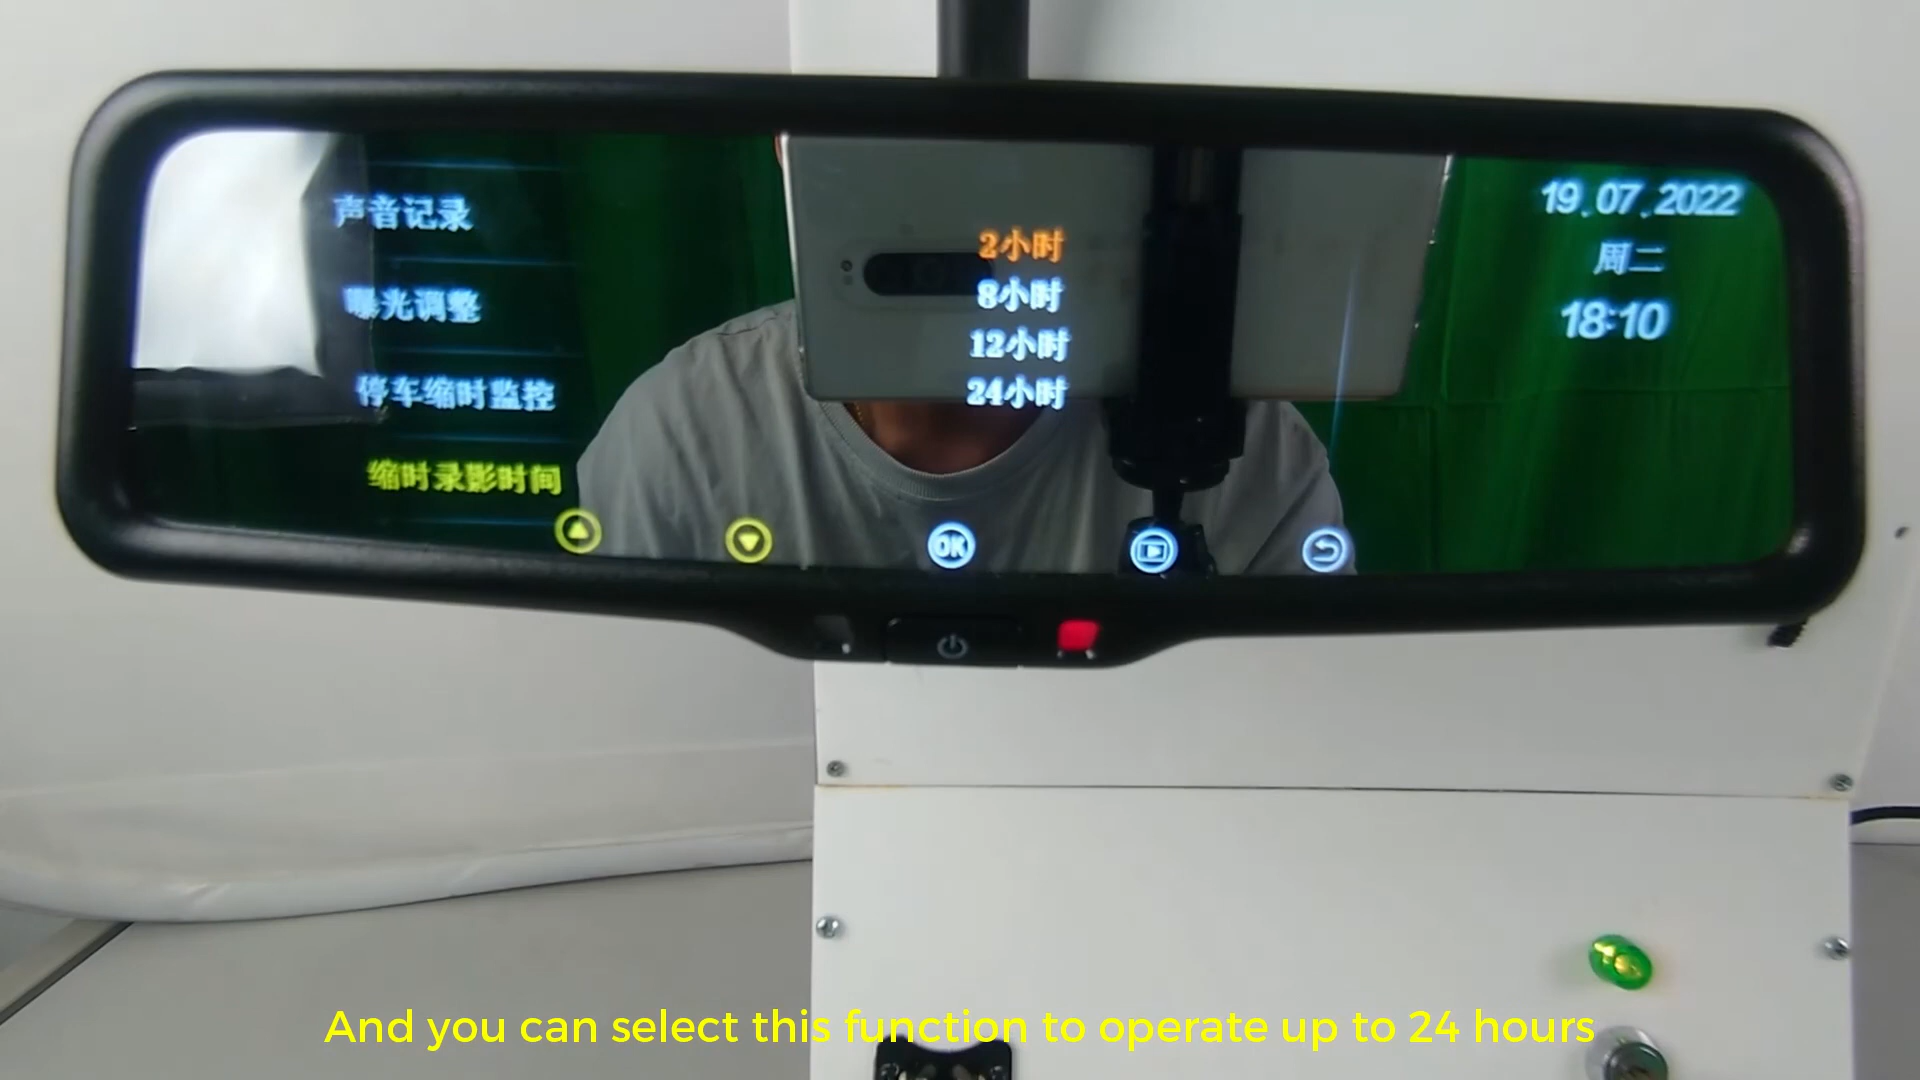 声音记录
曝光调整
停车缩时监控
缩时录影时间
2小时
8小时
12小时
24小时
19.07.2022
周二
18:10
OK
And you can select this function to operate up to 24 hours